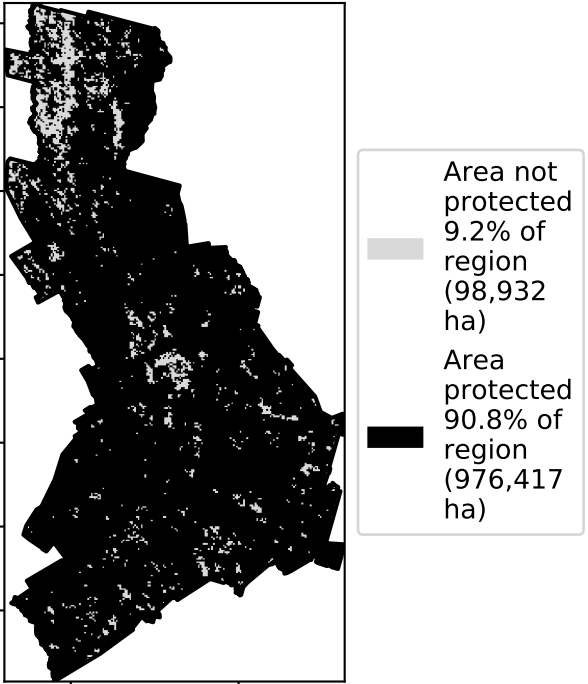 Area not
protected
9.2% of
region
(98,932
ha)
Area
protected
90.8% of
region
(976,417
ha)